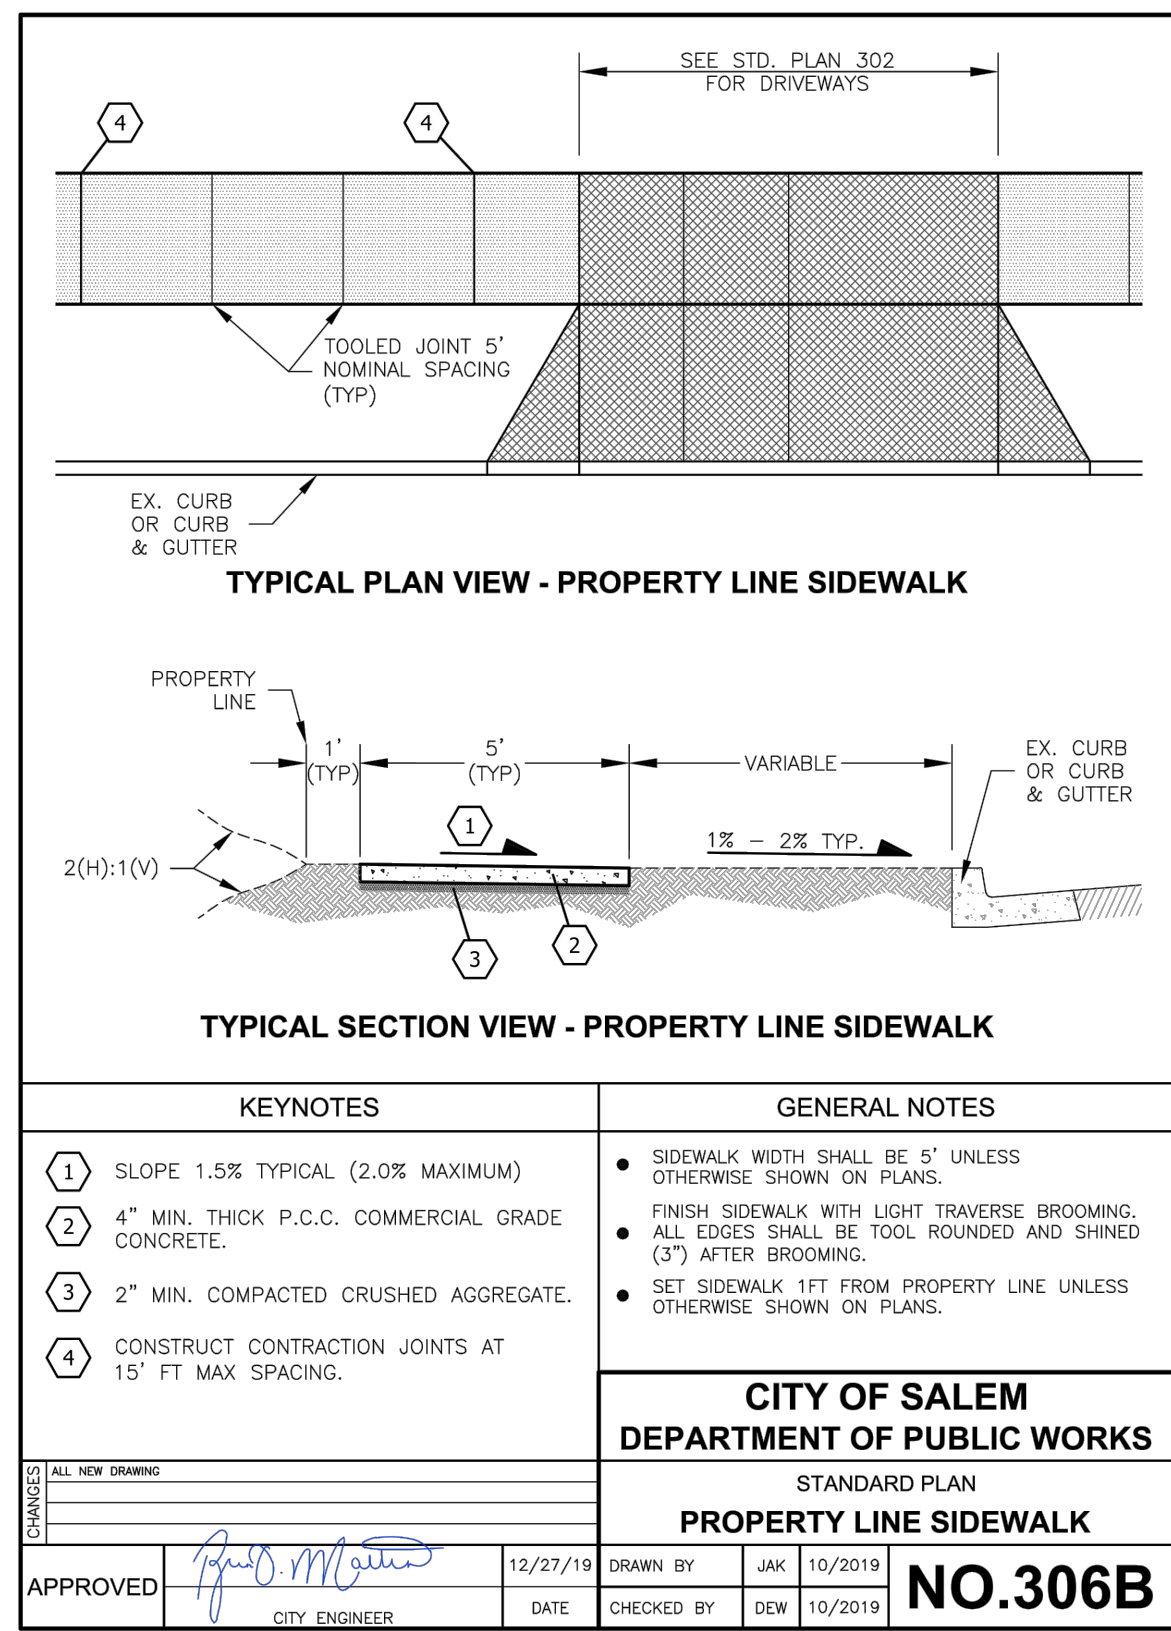 SEE STD. PLAN 302
FOR DRIVEWAYS
4
4
TOOLED JOINT 5'
NOMINAL SPACING
(TYP)
EX. CURB
OR CURB
& GUTTER
TYPICAL PLAN VIEW - PROPERTY LINE SIDEWALK
PROPERTY
LINE
1'
(TYP)
5'
(TYP)
VARIABLE
EX. CURB
OR CURB
& GUTTER
1
1% - 2% TYP.
2(H):1(V)
3
2
TYPICAL SECTION VIEW - PROPERTY LINE SIDEWALK
KEYNOTES
1 SLOPE 1.5% TYPICAL (2.0% MAXIMUM)
2 4" MIN. THICK P.C.C. COMMERCIAL GRADE
CONCRETE.
3 2" MIN. COMPACTED CRUSHED AGGREGATE.
4 CONSTRUCT CONTRACTION JOINTS AT
15' FT MAX SPACING.
GENERAL NOTES
● SIDEWALK WIDTH SHALL BE 5' UNLESS
OTHERWISE SHOWN ON PLANS.
● FINISH SIDEWALK WITH LIGHT TRAVERSE BROOMING.
ALL EDGES SHALL BE TOOL ROUNDED AND SHINED
(3") AFTER BROOMING.
● SET SIDEWALK 1FT FROM PROPERTY LINE UNLESS
OTHERWISE SHOWN ON PLANS.
CITY OF SALEM
DEPARTMENT OF PUBLIC WORKS
STANDARD PLAN
PROPERTY LINE SIDEWALK
CHANGES
ALL NEW DRAWING
APPROVED
CITY ENGINEER
12/27/19
DATE
DRAWN BY JAK 10/2019
CHECKED BY DEW 10/2019
NO.306B